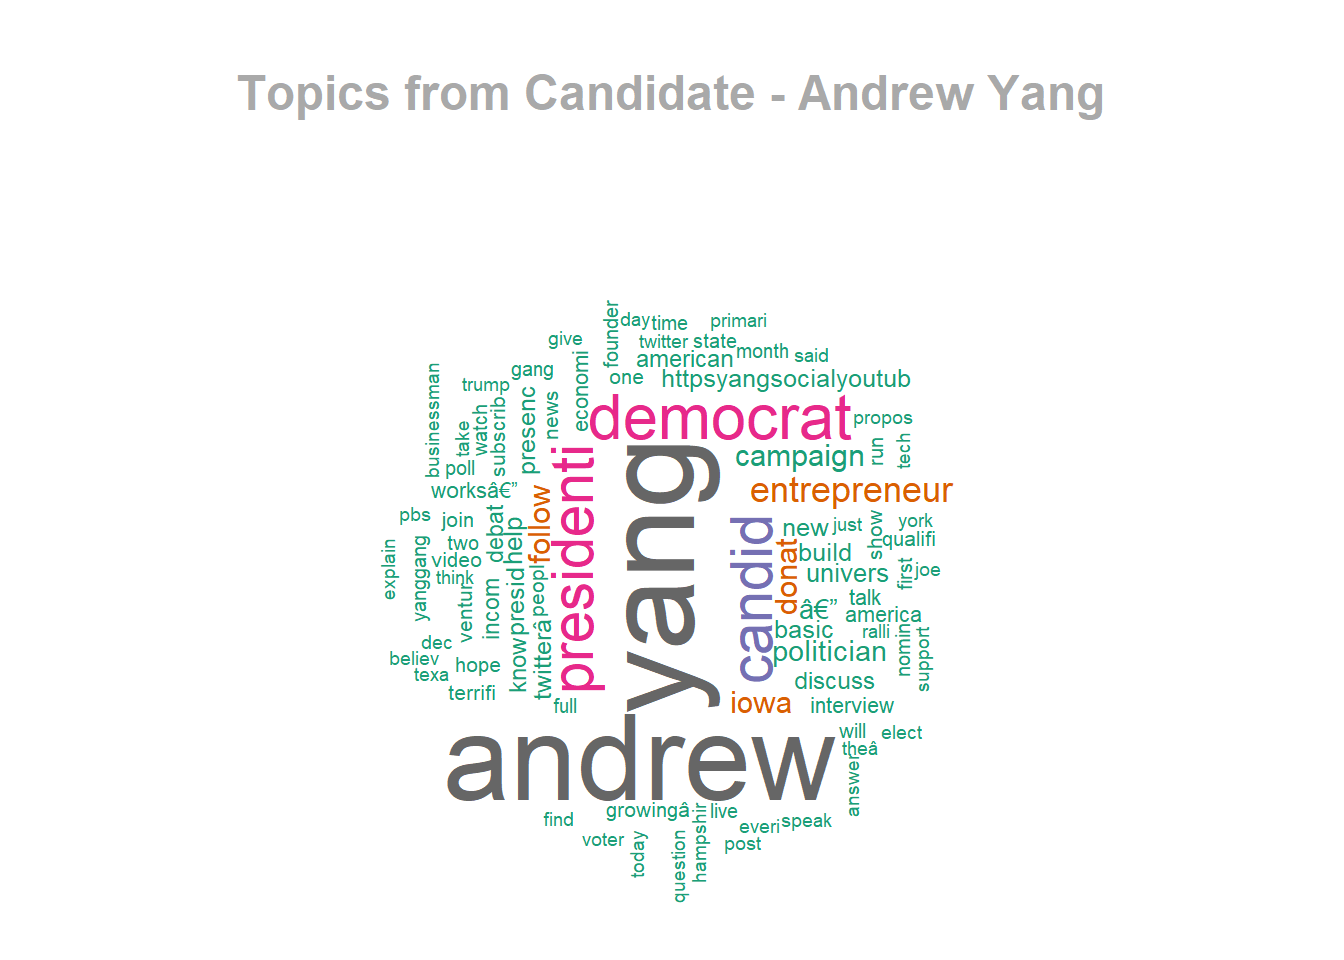 Topics from Candidate - Andrew Yang
founder
day
time
primari
give
twitter
state
american
month
said
gang
economi
one
httpsyangsocialyoutub
businessman
trump
presenc
news
democrat
propos
take
watch
subscrib
poll
presidenti
yang
campaign
run
tech
worksâ€”
follow
entrepreneur
pbs
join
debat
help
candid
new
just
show
york
qualifi
explain
yanggang
two
video
think
donat
build
univers
first
joe
ventur
incom
presid
peopl
â€”
talk
america
dec
know
twitterâ
basic
ralli
nomin
support
believ
texa
hope
politician
terrifi
discuss
full
iowa
interview
andrew
will
elect
theâ
answer
find
growingâ
live
everi
speak
voter
today
question
hampshir
post